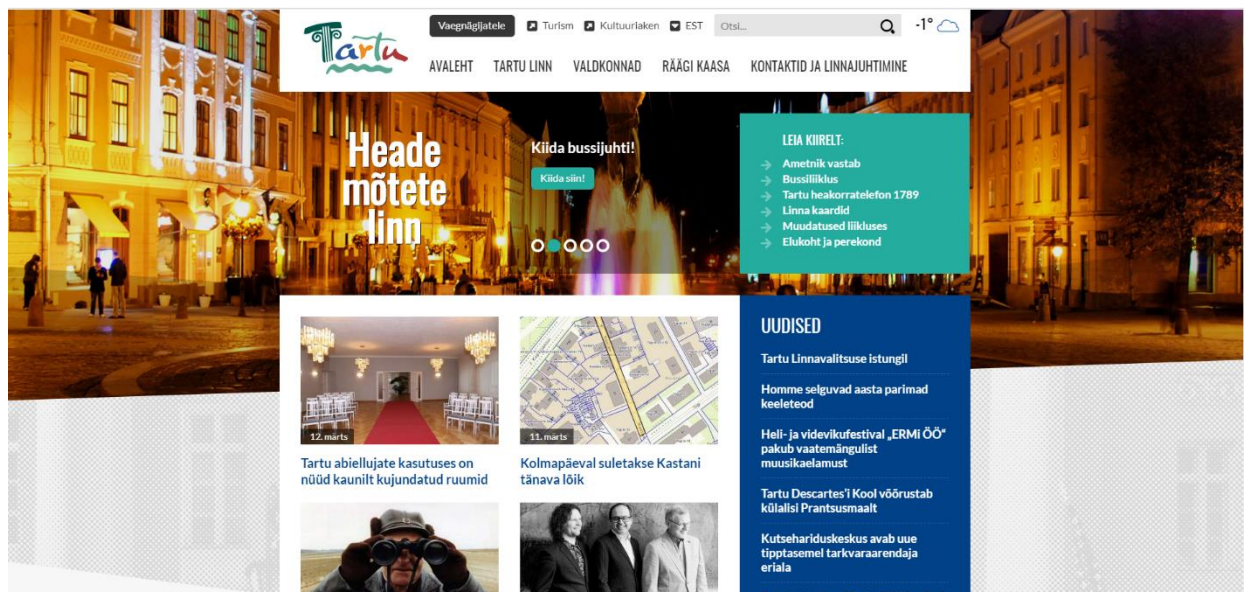 Tartu
Vaegnägijatele
Turism
Kultuuriaken
EST
Otsi...
-1°
AVALEHT
TARTU LINN
VALDKONNAD
RÄÄGI KAASA
KONTAKTID JA LINNAJUHTIMINE
Heade
mõtete
linn
Kiida bussijuhti!
Kiida siin!
LEIA KIIRELT:
Ametnik vastab
Bussiliiklus
Tartu heakorratelefon 1789
Linna kaardid
Muudatused liikluses
Elukoht ja perekond
12. märts
Tartu abiellujate kasutuses on
nüüd kaunilt kujundatud ruumid
11. märts
Kolmapäeval suletakse Kastani
tänava lõik
UUDISED
Tartu Linnavalitsuse istungil
Homme selguvad aasta parimad
keeleteod
Heli- ja videvikufestival „ERMi ÖÖ“
pakub vaatemängulist
muusikaelamust
Tartu Descartes’i Kool võõrustab
külalisi Prantsusmaalt
Kutsehariduskeskus avab uue
tipptasemel tarkvaraarendaja
eriala